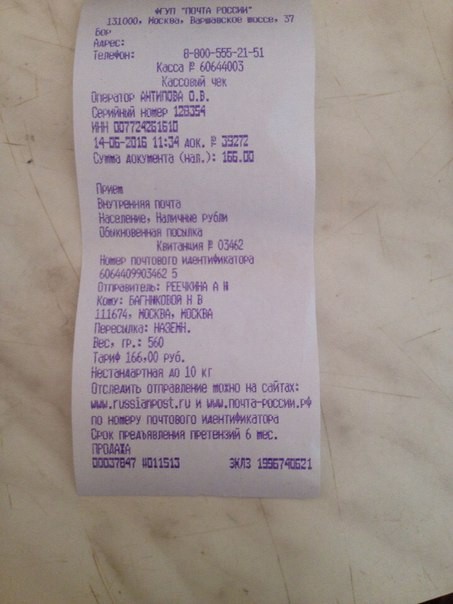 ФГУП "ПОЧТА РОССИИ"
131000, Москва, Варшавское шоссе, 37
бор
Адрес:
Телефон: 8-800-555-21-51
Касса № 60644003
Кассовый чек
Оператор АНТИПОВА О.В.
Серийный номер 128354
ИНН 007724261610
14-06-2016 11:34 док. № 39272
Сумма документа (нал.): 166.00
Прием
Внутренняя почта
Население, Наличные рубли
Обыкновенная посылка
Квитанция № 03462
Номер почтового идентификатора
6064409903462 5
Отправитель: РЕЕЧКИНА А Н
Кому: БАГНЮКОВОЙ Н В
111674, МОСКВА, МОСКВА
Пересылка: НАЗЕМН.
Вес, гр.: 560
Тариф 166,00 руб.
Нестандартная до 10 кг
Отследить отправление можно на сайтах:
www.russianpost.ru и www.почта-россии.рф
по номеру почтового идентификатора
Срок предъявления претензий 6 мес.
ПРОДАЖА
00037847 #011513 ЭКЛЗ 1996740621